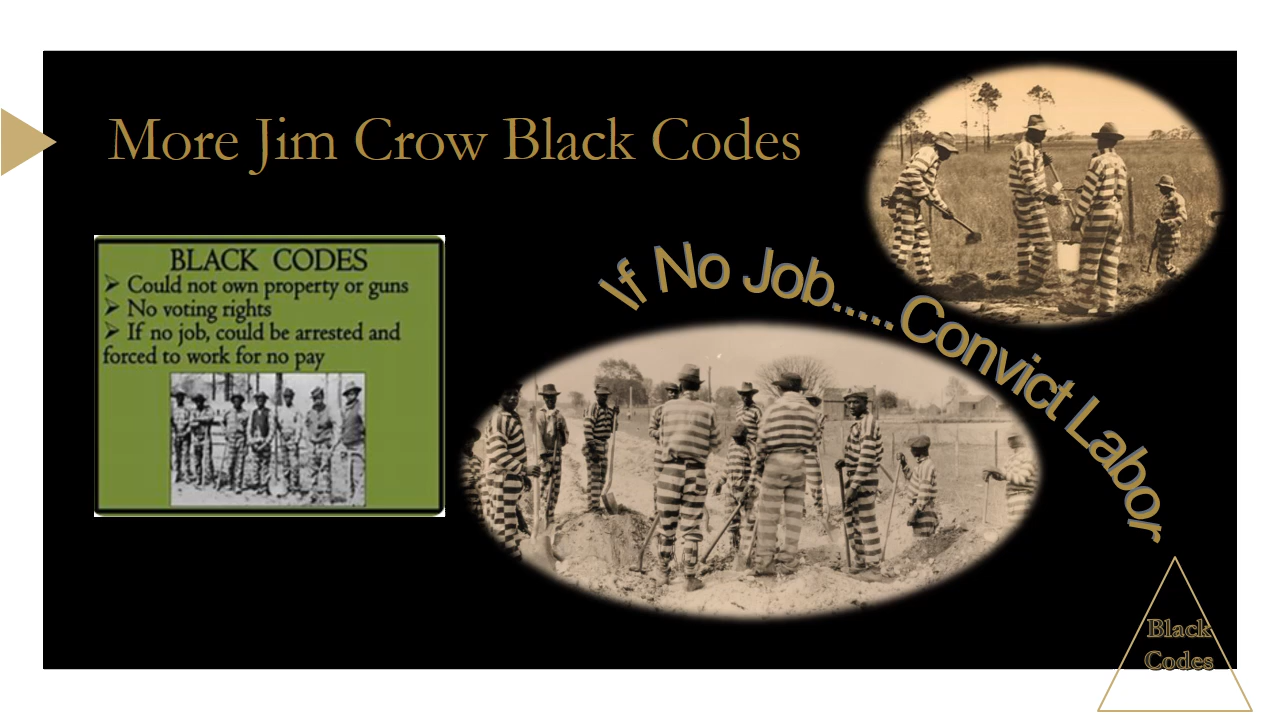 More Jim Crow Black Codes
BLACK CODES
➢ Could not own property or guns
➢ No voting rights
➢ If no job, could be arrested and
forced to work for no pay
If No Job.....Convict Labor
Black
Codes